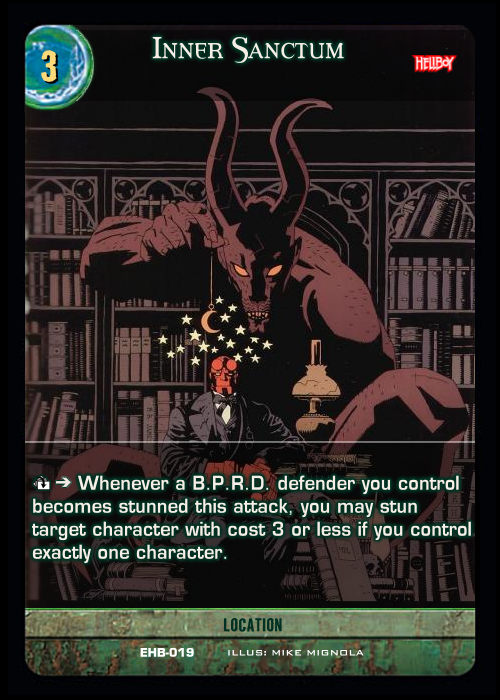 Inner Sanctum
3
HELLBOY
➔ Whenever a B.P.R.D. defender you control
becomes stunned this attack, you may stun
target character with cost 3 or less if you control
exactly one character.
LOCATION
EHB-019 ILLUS: MIKE MIGNOLA